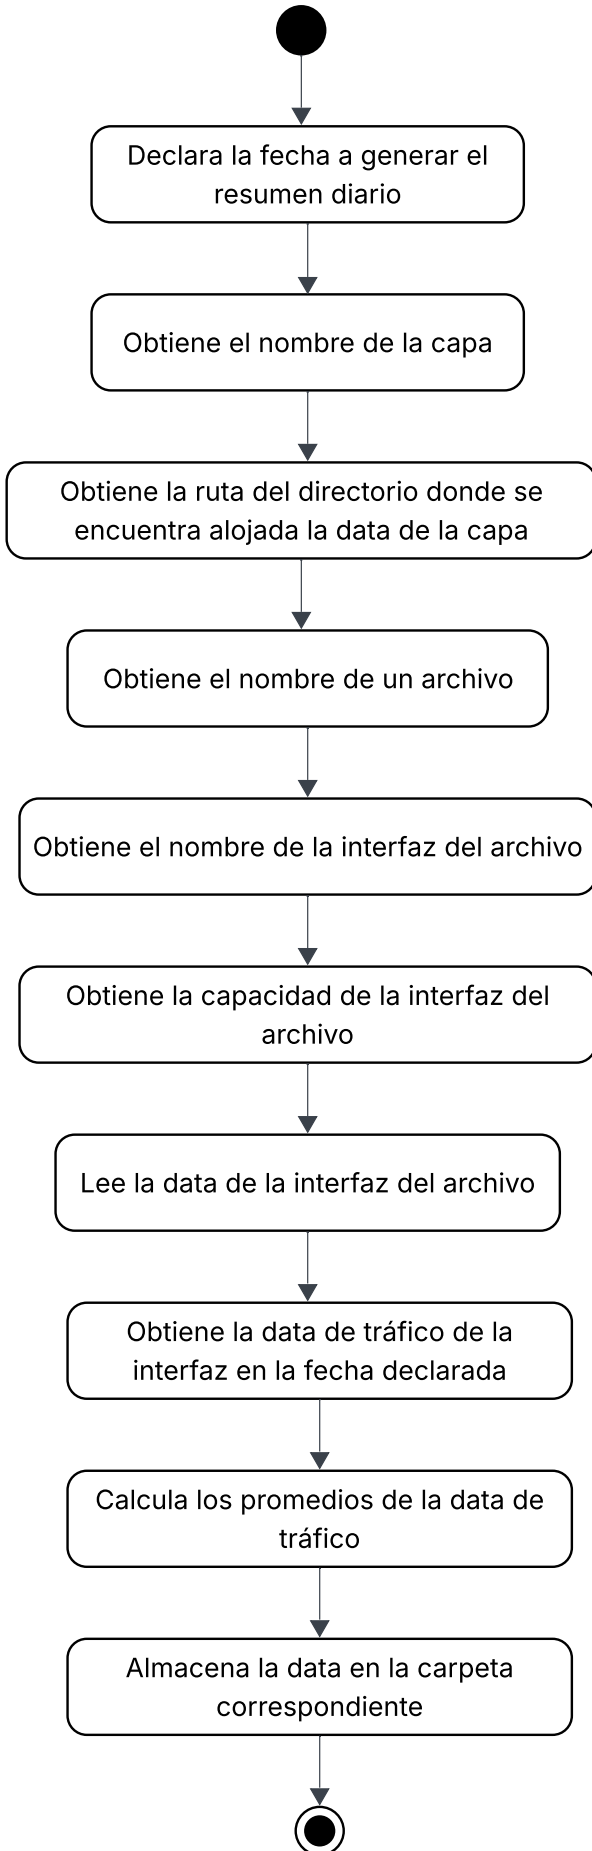 Declara la fecha a generar el
resumen diario
Obtiene el nombre de la capa
Obtiene la ruta del directorio donde se
encuentra alojada la data de la capa
Obtiene el nombre de un archivo
Obtiene el nombre de la interfaz del archivo
Obtiene la capacidad de la interfaz del
archivo
Lee la data de la interfaz del archivo
Obtiene la data de tráfico de la
interfaz en la fecha declarada
Calcula los promedios de la data de
tráfico
Almacena la data en la carpeta
correspondiente